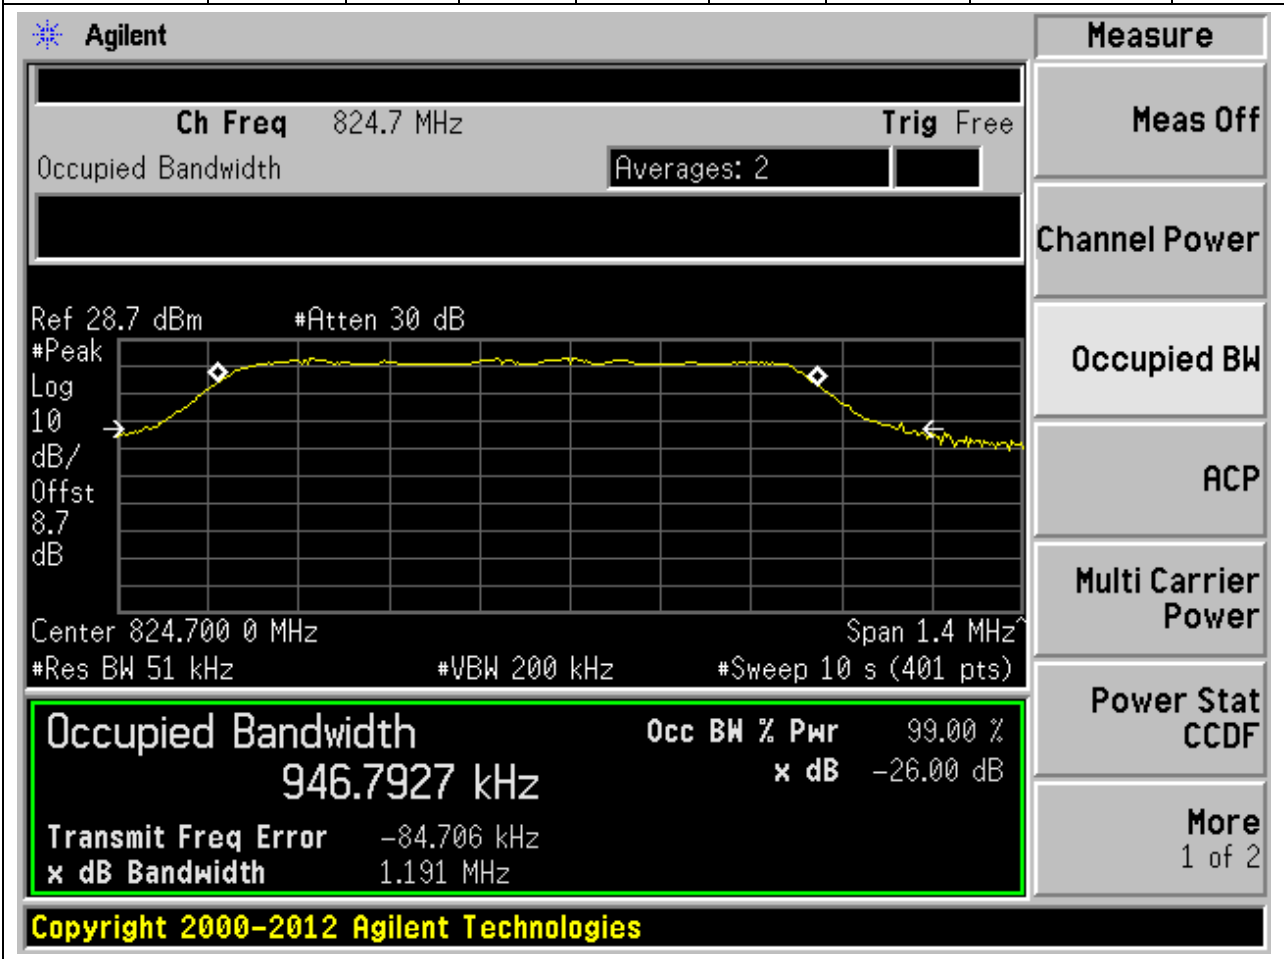 Agilent
Measure
Ch Freq 824.7 MHz Trig Free
Meas Off
Occupied Bandwidth Averages: 2
Channel Power
Ref 28.7 dBm #Atten 30 dB
#Peak
Log
10
dB/
Offst
8.7
dB
Occupied BW
ACP
Multi Carrier
Power
Center 824.700 0 MHz Span 1.4 MHz^
#Res BW 51 kHz #VBW 200 kHz #Sweep 10 s (401 pts)
Occupied Bandwidth Occ BW % Pwr 99.00 %
946.7927 kHz x dB -26.00 dB
Transmit Freq Error -84.706 kHz
x dB Bandwidth 1.191 MHz
Power Stat
CCDF
More
1 of 2
Copyright 2000-2012 Agilent Technologies